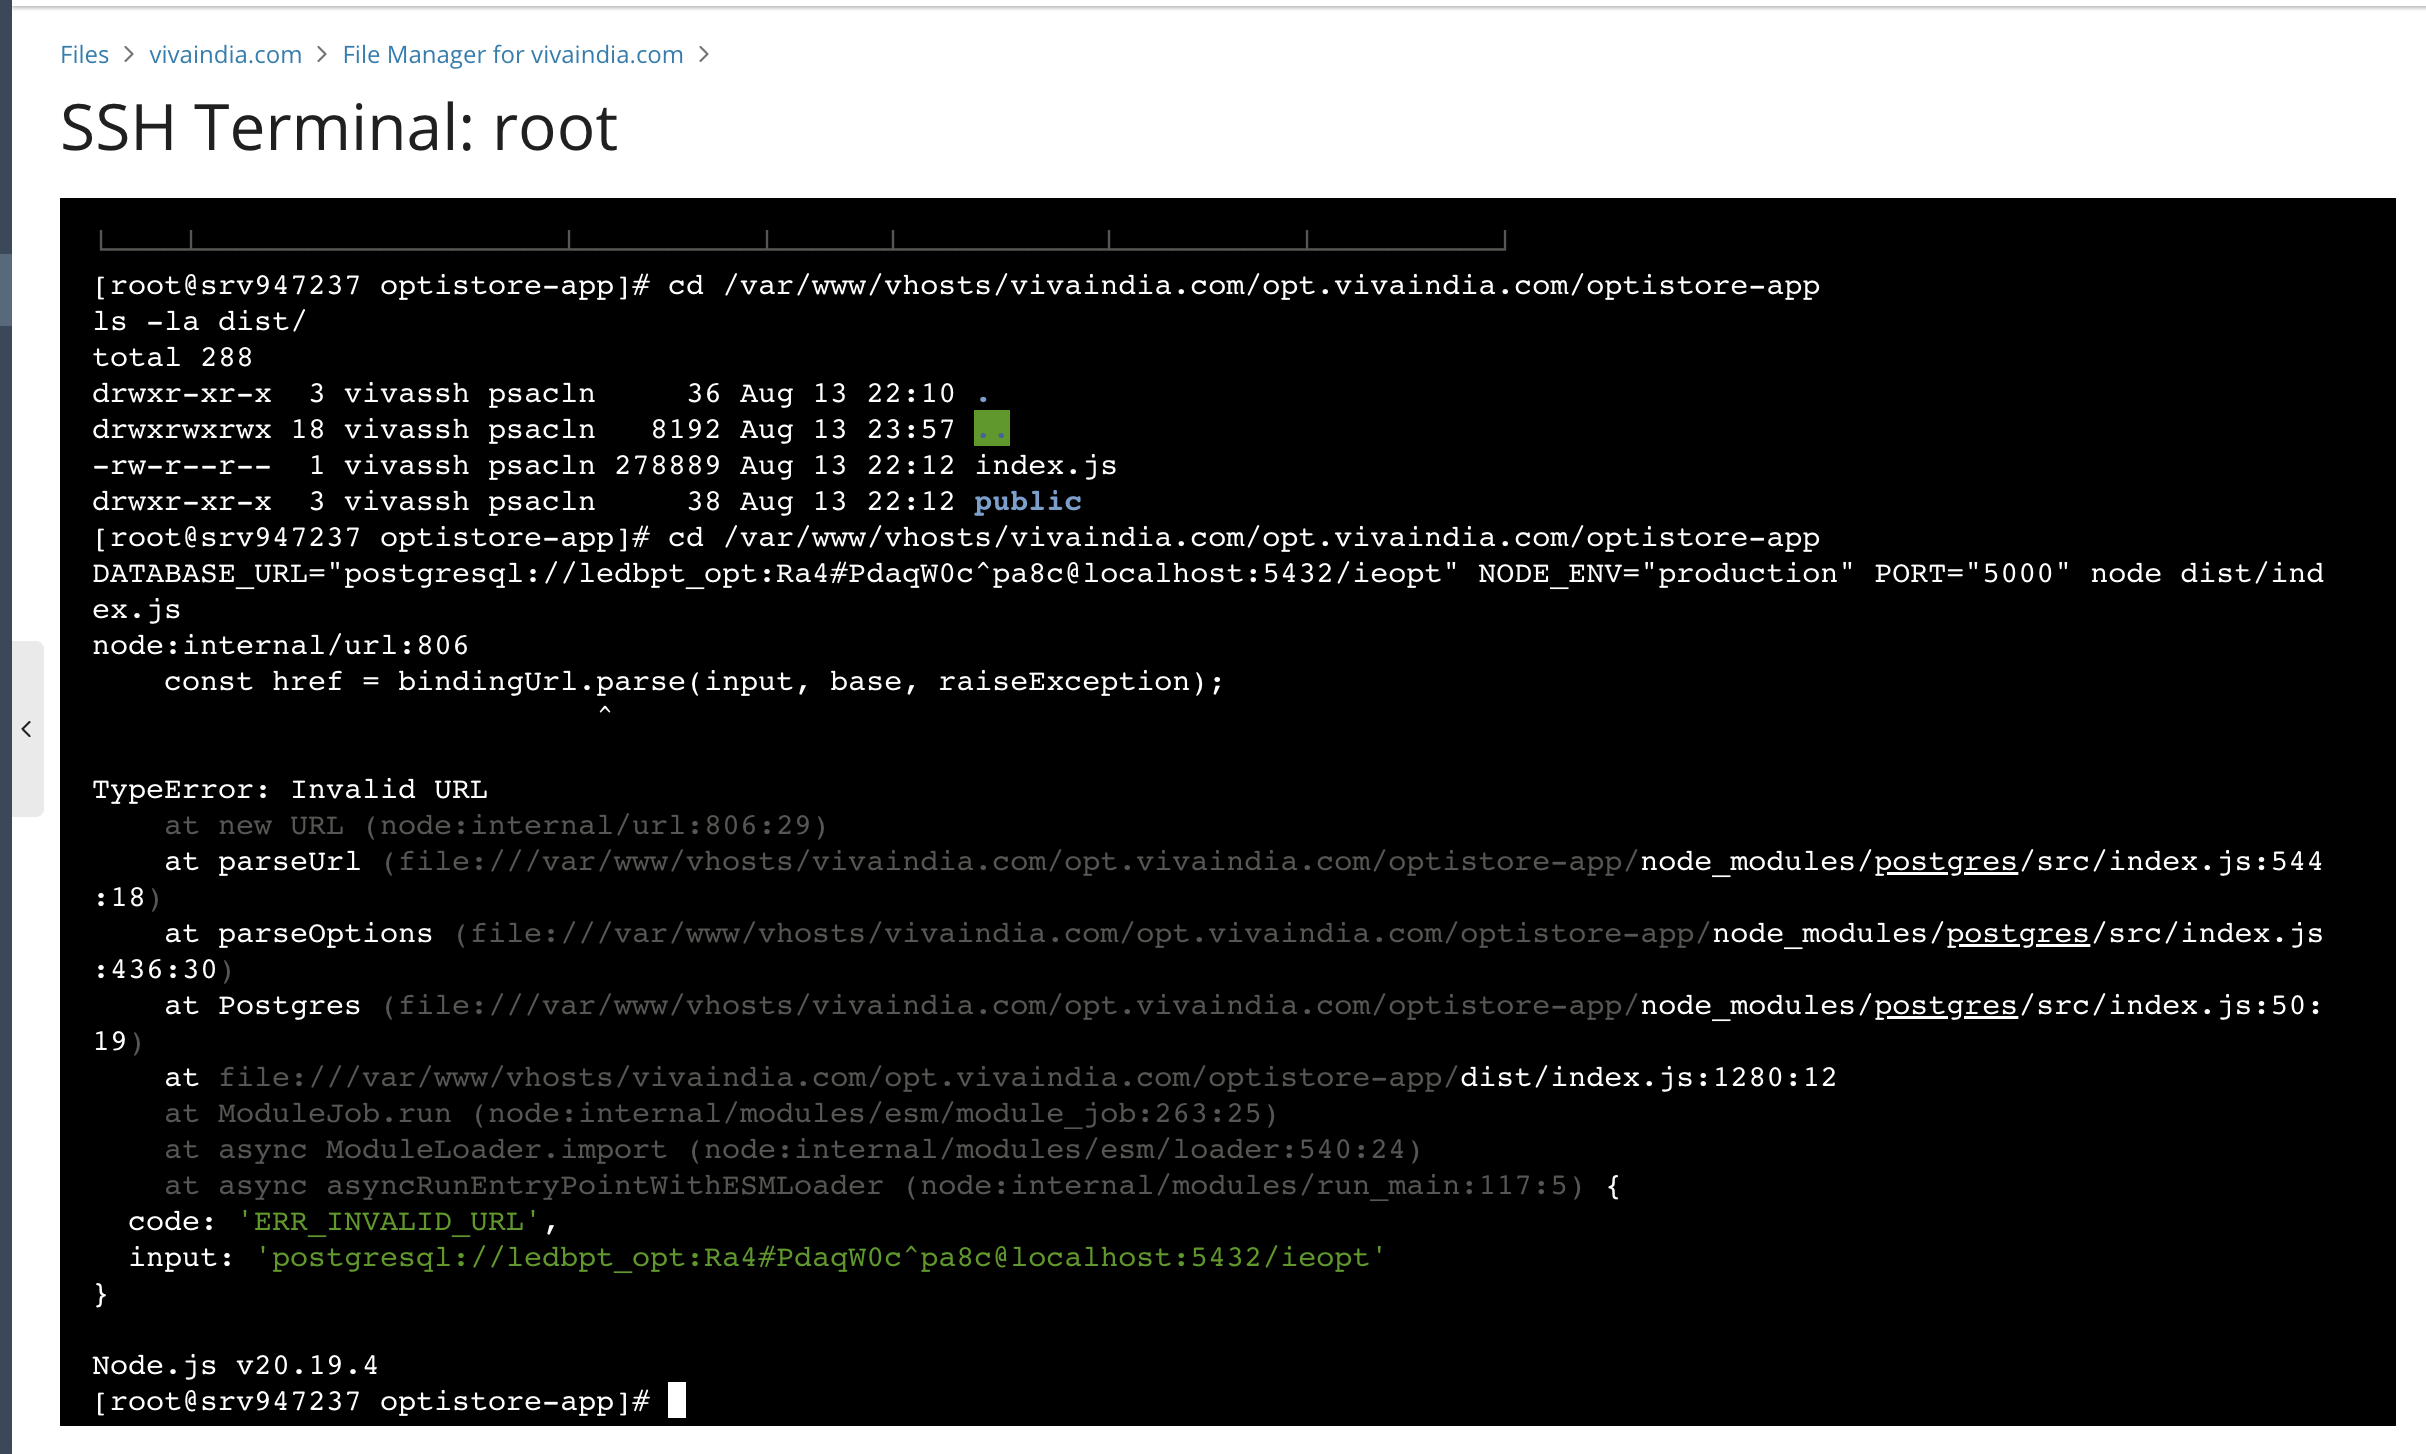 Files > vivaindia.com > File Manager for vivaindia.com >
SSH Terminal: root
[root@srv947237 optistore-app]# cd /var/www/vhosts/vivaindia.com/opt.vivaindia.com/optistore-app
ls -la dist/
total 288
drwxr-xr-x  3 vivassh psacln     36 Aug 13 22:10 .
drwxrwxrwx 18 vivassh psacln   8192 Aug 13 23:57 ..
-rw-r--r--  1 vivassh psacln 278889 Aug 13 22:12 index.js
drwxr-xr-x  3 vivassh psacln     38 Aug 13 22:12 public
[root@srv947237 optistore-app]# cd /var/www/vhosts/vivaindia.com/opt.vivaindia.com/optistore-app
DATABASE_URL="postgresql://ledbpt_opt:Ra4#PdaqW0c^pa8c@localhost:5432/ieopt" NODE_ENV="production" PORT="5000" node dist/ind
ex.js
node:internal/url:806
    const href = bindingUrl.parse(input, base, raiseException);
                            ^
TypeError: Invalid URL
    at new URL (node:internal/url:806:29)
    at parseUrl (file:///var/www/vhosts/vivaindia.com/opt.vivaindia.com/optistore-app/node_modules/postgres/src/index.js:544
:18)
    at parseOptions (file:///var/www/vhosts/vivaindia.com/opt.vivaindia.com/optistore-app/node_modules/postgres/src/index.js
:436:30)
    at Postgres (file:///var/www/vhosts/vivaindia.com/opt.vivaindia.com/optistore-app/node_modules/postgres/src/index.js:50:
19)
    at file:///var/www/vhosts/vivaindia.com/opt.vivaindia.com/optistore-app/dist/index.js:1280:12
    at ModuleJob.run (node:internal/modules/esm/module_job:263:25)
    at async ModuleLoader.import (node:internal/modules/esm/loader:540:24)
    at async asyncRunEntryPointWithESMLoader (node:internal/modules/run_main:117:5) {
  code: 'ERR_INVALID_URL',
  input: 'postgresql://ledbpt_opt:Ra4#PdaqW0c^pa8c@localhost:5432/ieopt'
}
Node.js v20.19.4
[root@srv947237 optistore-app]#